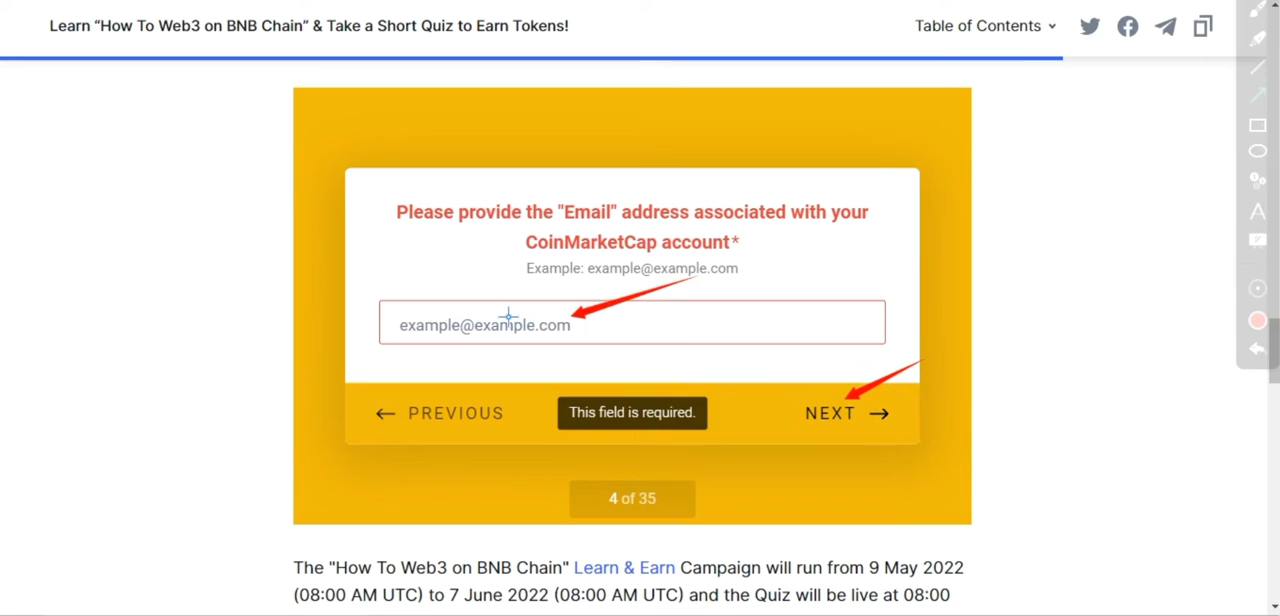 Learn “How To Web3 on BNB Chain” & Take a Short Quiz to Earn Tokens!
Table of Contents
Please provide the "Email" address associated with your
CoinMarketCap account*
Example: example@example.com
example@example.com
← PREVIOUS
This field is required.
NEXT →
4 of 35
The "How To Web3 on BNB Chain" Learn & Earn Campaign will run from 9 May 2022
(08:00 AM UTC) to 7 June 2022 (08:00 AM UTC) and the Quiz will be live at 08:00